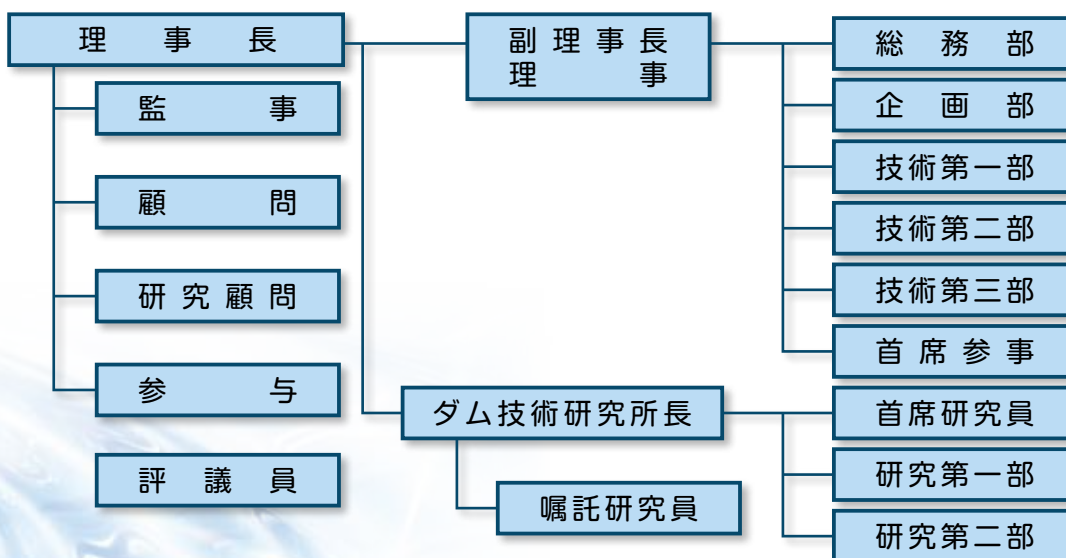 理事長
監事
顧問
研究顧問
参与
評議員
副理事長
理事
総務部
企画部
技術第一部
技術第二部
技術第三部
首席参事
ダム技術研究所長
嘱託研究員
首席研究員
研究第一部
研究第二部